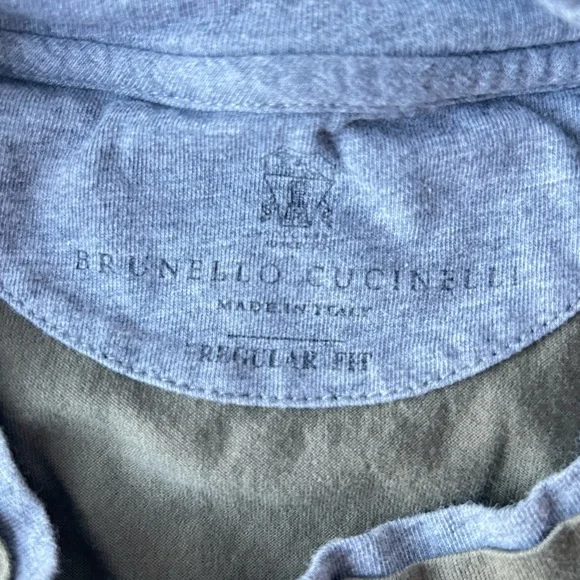 BRUNELLO CUCINELLI
MADE IN ITALY
REGULAR FIT